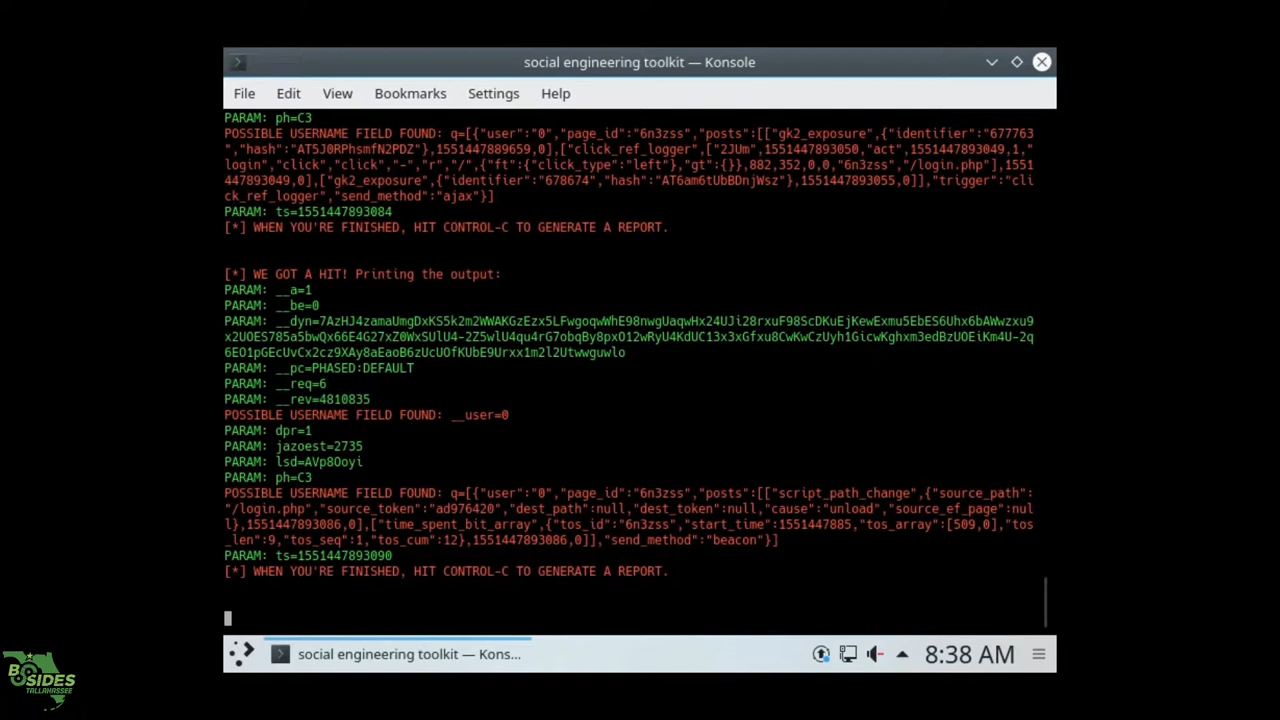 social engineering toolkit — Konsole
File Edit View Bookmarks Settings Help
PARAM: ph=C3
POSSIBLE USERNAME FIELD FOUND: q=[{"user":"0","page_id":"6n3zss","posts":[["gk2_exposure",{"identifier":"677763
","hash":"AT5J0RPhsmfN2PDZ"},1551447889659,0],["click_ref_logger",["2JUm",1551447893050,"act",1551447893049,1,"
login","click","click","-","r","/",{"ft":{"click_type":"left"},"gt":{}},882,352,0,0,"6n3zss","/login.php"],1551
447893049,0],["gk2_exposure",{"identifier":"678674","hash":"AT6am6tUbBDnjWsz"},1551447893055,0]],"trigger":"cli
ck_ref_logger","send_method":"ajax"}]
PARAM: ts=1551447893084
[*] WHEN YOU'RE FINISHED, HIT CONTROL-C TO GENERATE A REPORT.
[*] WE GOT A HIT! Printing the output:
PARAM: __a=1
PARAM: __be=0
PARAM: __dyn=7AzHJ4zamaUmgDxKS5k2m2WWAKGzEzx5LFwgoqwWhE98nwgUaqwHx24UJi28rxuF98ScDKuEjKewExmu5EbES6Uhx6bAWwzxu9
x2UOES785a5bwQx66E4G27xZ0WxSUlU4-2Z5wlU4qu4rG7obqBy8pxO12wRyU4KdUC13x3xGfxu8CwKwCzUyh1GicwKghxm3edBzUOEiKm4U-2q
6EO1pGEcUvCx2cz9XAy8aEaoB6zUcUOfKUbE9Urxx1m2l2Utwwguwlo
PARAM: __pc=PHASED:DEFAULT
PARAM: __req=6
PARAM: __rev=4810835
POSSIBLE USERNAME FIELD FOUND: __user=0
PARAM: dpr=1
PARAM: jazoest=2735
PARAM: lsd=AVp8Ooyi
PARAM: ph=C3
POSSIBLE USERNAME FIELD FOUND: q=[{"user":"0","page_id":"6n3zss","posts":[["script_path_change",{"source_path":
"/login.php","source_token":"ad976420","dest_path":null,"dest_token":null,"cause":"unload","source_ef_page":nul
l},1551447893086,0],["time_spent_bit_array",{"tos_id":"6n3zss","start_time":1551447885,"tos_array":[509,0],"tos
_len":9,"tos_seq":1,"tos_cum":12},1551447893086,0]],"send_method":"beacon"}]
PARAM: ts=1551447893090
[*] WHEN YOU'RE FINISHED, HIT CONTROL-C TO GENERATE A REPORT.
social engineering toolkit — Kons...
8:38 AM
BSIDES
TALLAHASSEE